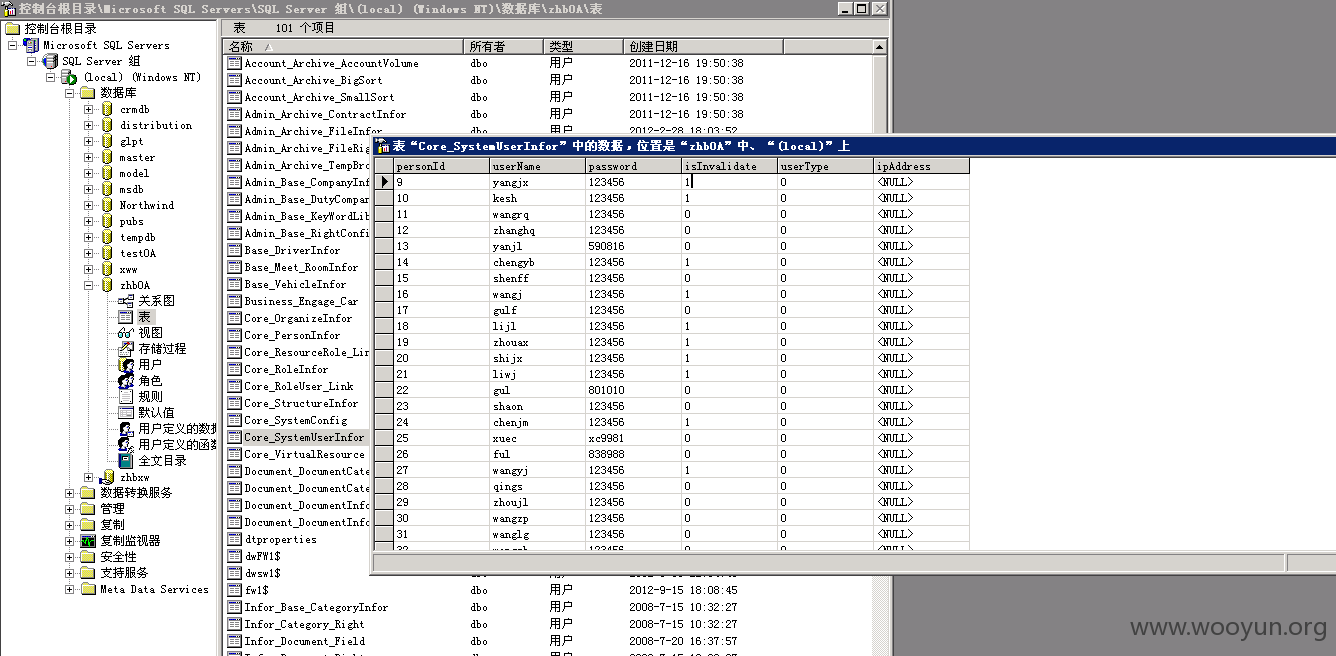 控制台根目录\Microsoft SQL Servers\SQL Server 组\(local) (Windows NT)\数据库\zhbOA\表
控制台根目录
Microsoft SQL Servers
SQL Server 组
(local) (Windows NT)
数据库
crmdb
distribution
glpt
master
model
msdb
Northwind
pubs
tempdb
testOA
xww
zhbOA
关系图
表
视图
存储过程
用户
角色
规则
默认值
用户定义的数据
用户定义的函数
全文目录
zhbxw
数据转换服务
管理
复制
复制监视器
安全性
支持服务
Meta Data Services
表 101 个项目
名称 所有者 类型 创建日期
Account_Archive_AccountVolume dbo 用户 2011-12-16 19:50:38
Account_Archive_BigSort dbo 用户 2011-12-16 19:50:38
Account_Archive_SmallSort dbo 用户 2011-12-16 19:50:38
Admin_Archive_ContractInfor dbo 用户 2011-12-16 19:50:38
Admin_Archive_FileInfor dbo 用户 2012-2-28 18:03:52
Admin_Archive_FileRig
Admin_Archive_TempBro
Admin_Base_CompanyInf
Admin_Base_DutyCompar
Admin_Base_KeyWordLib
Admin_Base_RightConfi
Base_DriverInfor
Base_Meet_RoomInfor
Base_VehicleInfor
Business_Engage_Car
Core_OrganizeInfor
Core_PersonInfor
Core_ResourceRole_Lin
Core_RoleInfor
Core_RoleUser_Link
Core_StructureInfor
Core_SystemConfig
Core_SystemUserInfor
Core_VirtualResource
Document_DocumentCate
Document_DocumentCate
Document_DocumentInfo
Document_DocumentInfo
dtproperties
dwFW1$
dwsw1$
fw1$ dbo 用户 2012-9-15 18:08:45
Infor_Base_CategoryInfor dbo 用户 2008-7-15 10:32:27
Infor_Category_Right dbo 用户 2008-7-15 10:32:27
Infor_Document_Field dbo 用户 2008-7-20 16:37:57
表“Core_SystemUserInfor”中的数据，位置是“zhbOA”中、“(local)”上
personId userName password isInvalidate userType ipAddress
9 yangjx 123456 1 0 <NULL>
10 kesh 123456 1 0 <NULL>
11 wangrq 123456 0 0 <NULL>
12 zhanghq 123456 0 0 <NULL>
13 yanjl 590816 0 0 <NULL>
14 chengyb 123456 1 0 <NULL>
15 shenff 123456 0 0 <NULL>
16 wangj 123456 1 0 <NULL>
17 gulf 123456 0 0 <NULL>
18 lijl 123456 1 0 <NULL>
19 zhouax 123456 1 0 <NULL>
20 shijx 123456 1 0 <NULL>
21 liwj 123456 1 0 <NULL>
22 gul 801010 0 0 <NULL>
23 shaon 123456 0 0 <NULL>
24 chenjm 123456 1 0 <NULL>
25 xuec xc9981 0 0 <NULL>
26 ful 838988 0 0 <NULL>
27 wangyj 123456 1 0 <NULL>
28 qings 123456 0 0 <NULL>
29 zhoujl 123456 0 0 <NULL>
30 wangzp 123456 0 0 <NULL>
31 wanglg 123456 0 0 <NULL>
www.wooyun.org